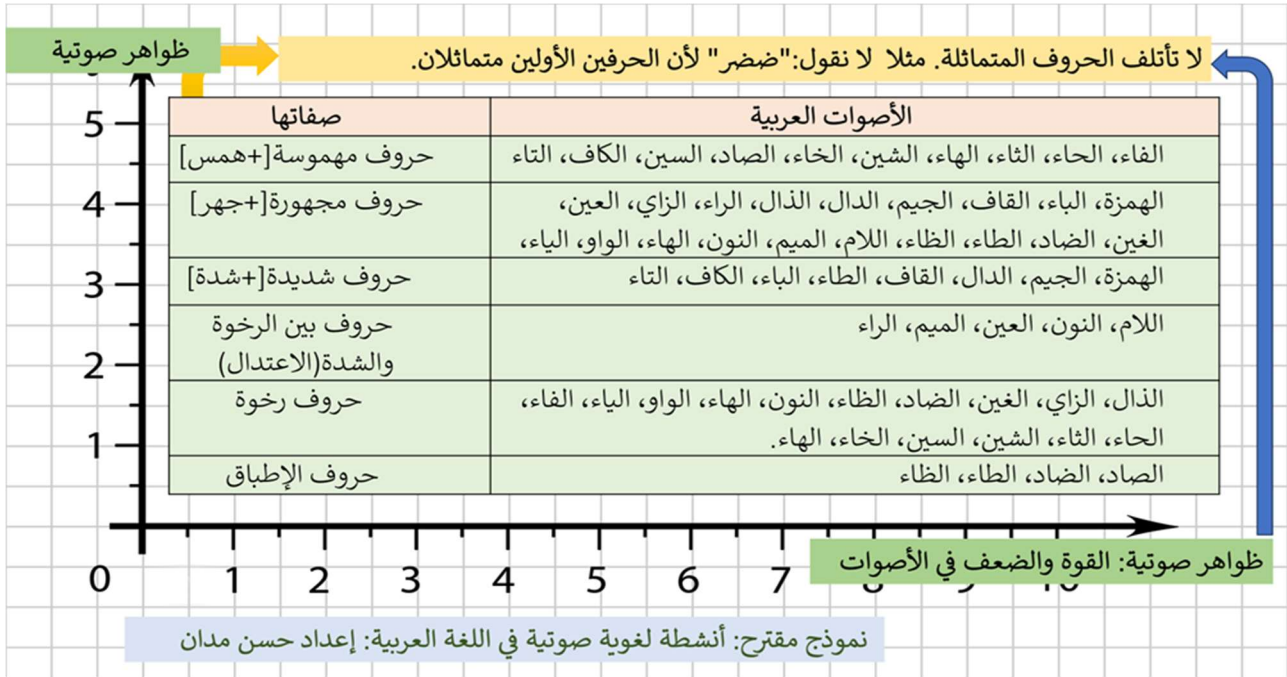 ظواهر صوتية
لا تأتلف الحروف المتماثلة. مثلا لا نقول:"ضضر" لأن الحرفين الأولين متماثلان.
الأصوات العربية صفاتها
الفاء، الحاء، الثاء، الهاء، الشين، الخاء، الصاد، السين، الكاف، التاء حروف مهموسة[+همس]
الهمزة، الباء، القاف، الجيم، الدال، الذال، الراء، الزاي، العين، حروف مجهورة[+جهر]
الغين، الضاد، الطاء، الظاء، اللام، الميم، النون، الهاء، الواو، الياء،
الهمزة، الجيم، الدال، القاف، الطاء، الباء، الكاف، التاء حروف شديدة[+شدة]
اللام، النون، العين، الميم، الراء حروف بين الرخوة
والشدة(الاعتدال)
الذال، الزاي، الغين، الضاد، الظاء، النون، الهاء، الواو، الياء، الفاء، حروف رخوة
الحاء، الثاء، الشين، السين، الخاء، الهاء.
الصاد، الضاد، الطاء، الظاء حروف الإطباق
5
4
3
2
1
0 1 2 3 4 5 6 7 8 9 10
ظواهر صوتية: القوة والضعف في الأصوات
نموذج مقترح: أنشطة لغوية صوتية في اللغة العربية: إعداد حسن مدان